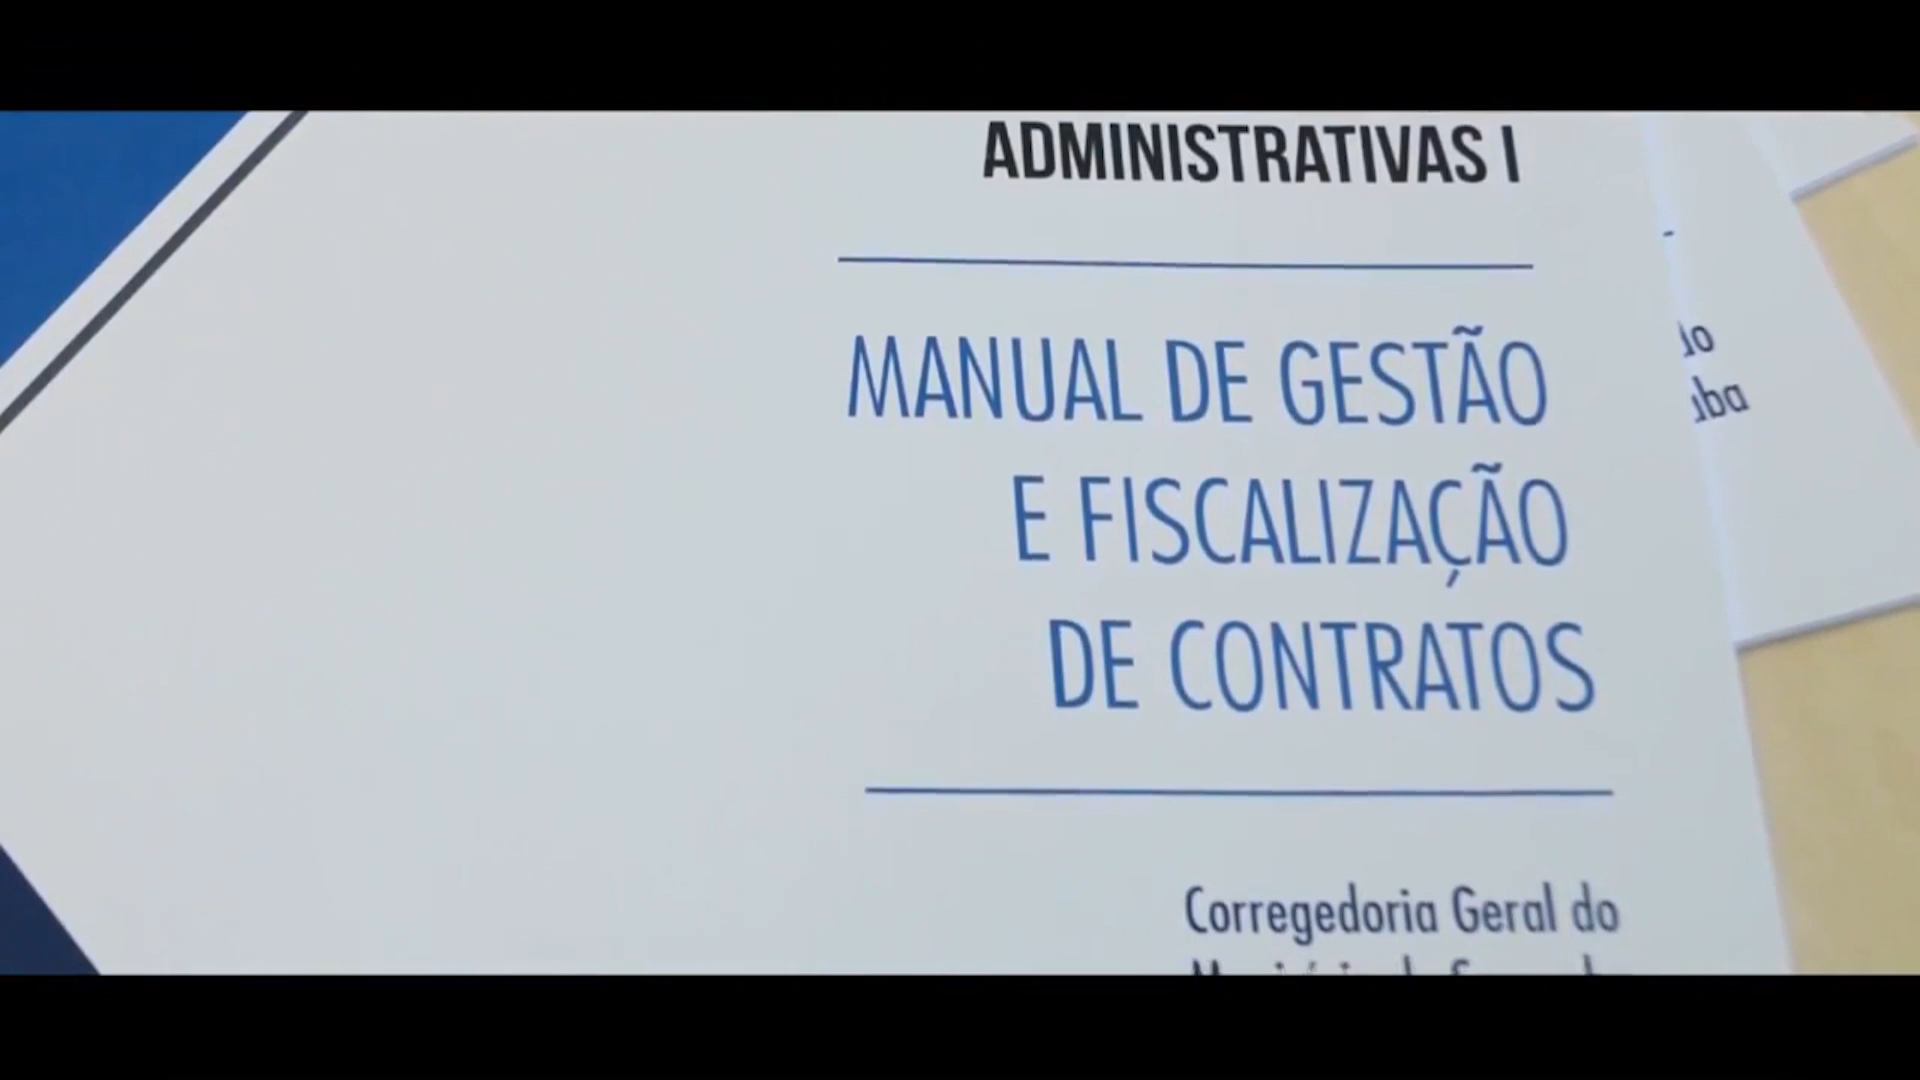 ADMINISTRATIVAS I
MANUAL DE GESTÃO
E FISCALIZAÇÃO
DE CONTRATOS
Corregedoria Geral do